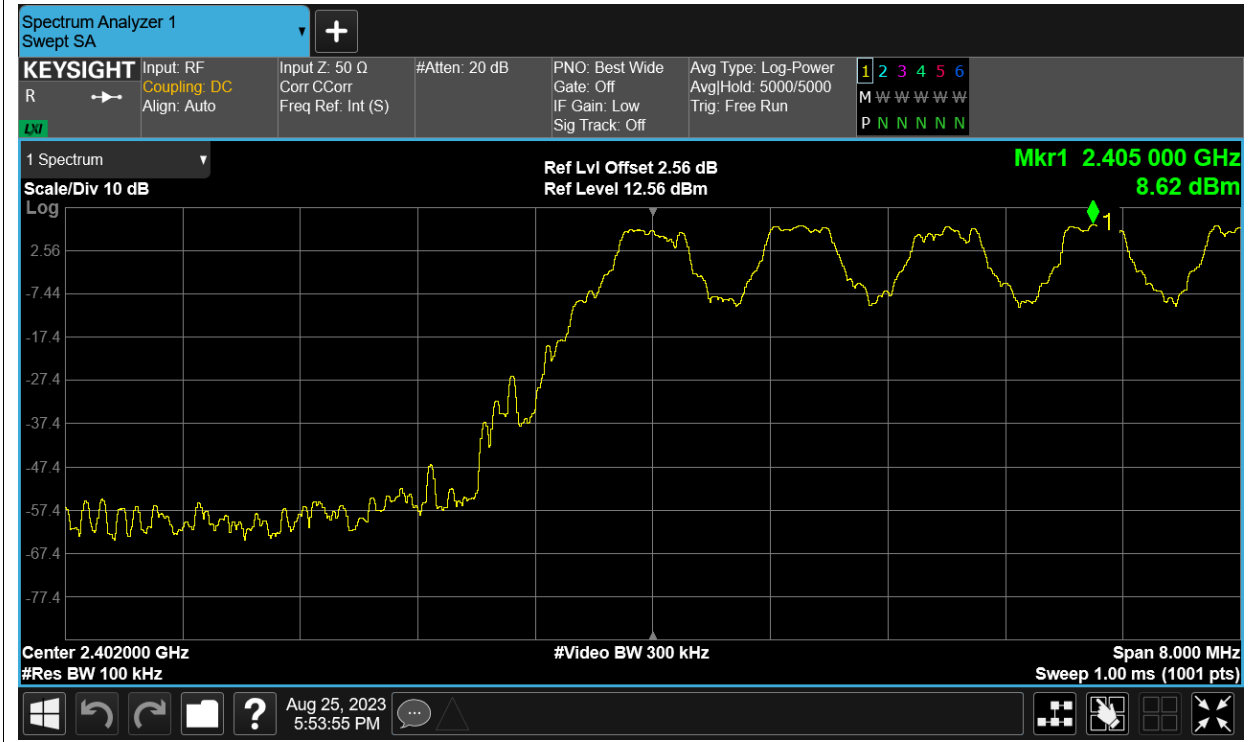 Spectrum Analyzer 1
Swept SA
KEYSIGHT
R
LXI
Input: RF
Coupling: DC
Align: Auto
Input Z: 50 Ω
Corr CCorr
Freq Ref: Int (S)
#Atten: 20 dB
PNO: Best Wide
Gate: Off
IF Gain: Low
Sig Track: Off
Avg Type: Log-Power
Avg|Hold: 5000/5000
Trig: Free Run
1 2 3 4 5 6
M W W W W W W
P N N N N N N
1 Spectrum
Scale/Div 10 dB
Log
Ref Lvl Offset 2.56 dB
Ref Level 12.56 dBm
Mkr1 2.405 000 GHz
8.62 dBm
1
2.56
-7.44
-17.4
-27.4
-37.4
-47.4
-57.4
-67.4
-77.4
Center 2.402000 GHz
#Video BW 300 kHz
Span 8.000 MHz
#Res BW 100 kHz
Sweep 1.00 ms (1001 pts)
?
Aug 25, 2023
5:53:55 PM